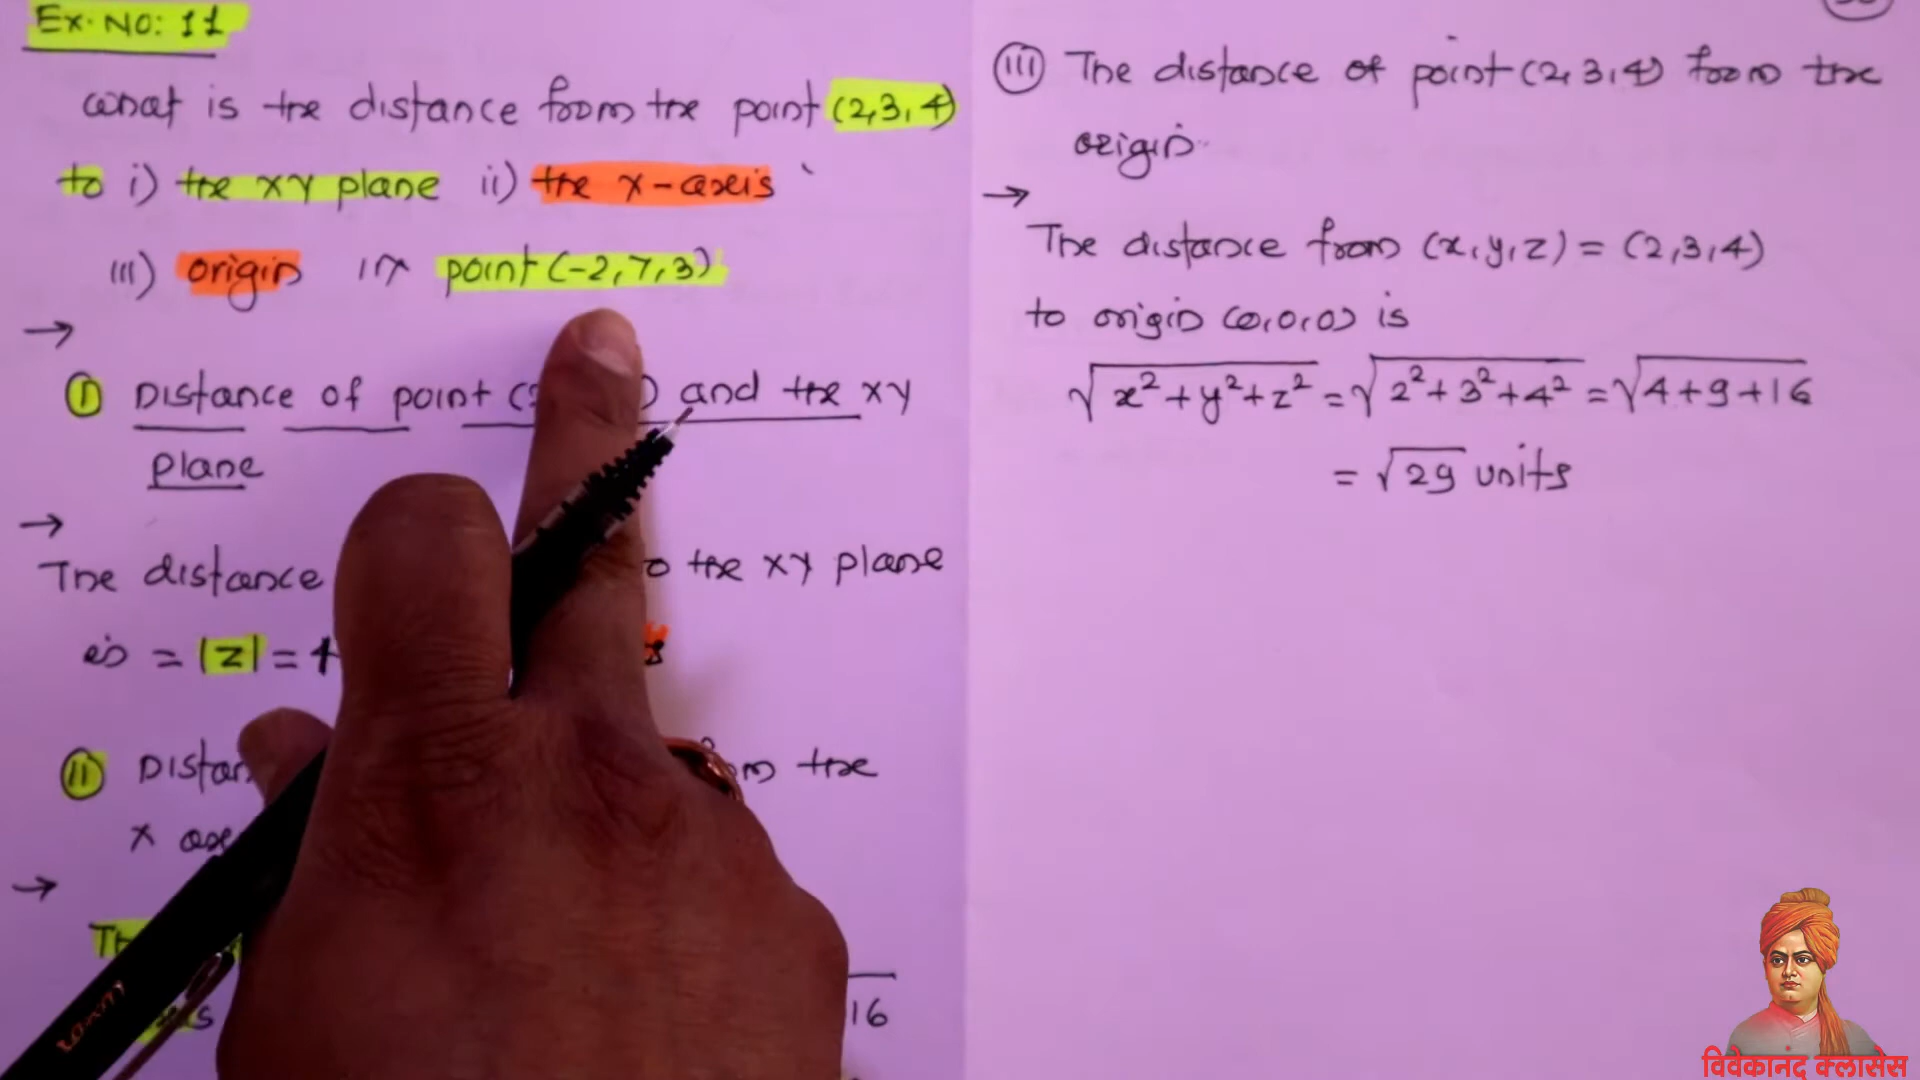 Ex. No: 11
What is the distance from the point (2,3,4)
to i) the xy plane ii) the x-axis
iii) origin iv point (-2,7,3)
→
i Distance of point and the xy
plane
→
The distance to the xy plane
is = |z| = 4
ii the
x
→
16
iii The distance of point (2,3,4) from the
origin
→
The distance from (x,y,z) = (2,3,4)
to origin (0,0,0) is
√x²+y²+z² = √2²+3²+4² = √4+9+16
= √29 units
विवेकानंद क्लासेस